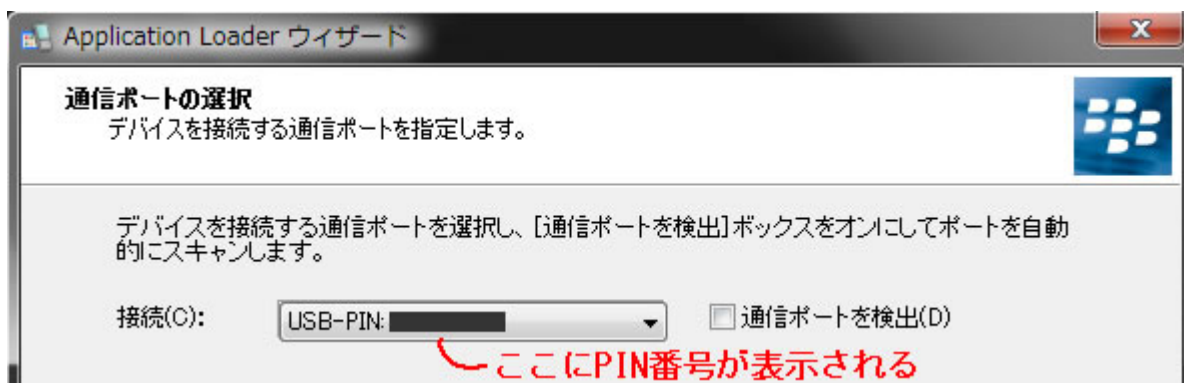 Application Loader ウィザード
通信ポートの選択
デバイスを接続する通信ポートを指定します。
デバイスを接続する通信ポートを選択し、[通信ポートを検出]ボックスをオンにしてポートを自動
的にスキャンします。
接続(C): USB-PIN: 通信ポートを検出(D)
ここにPIN番号が表示される